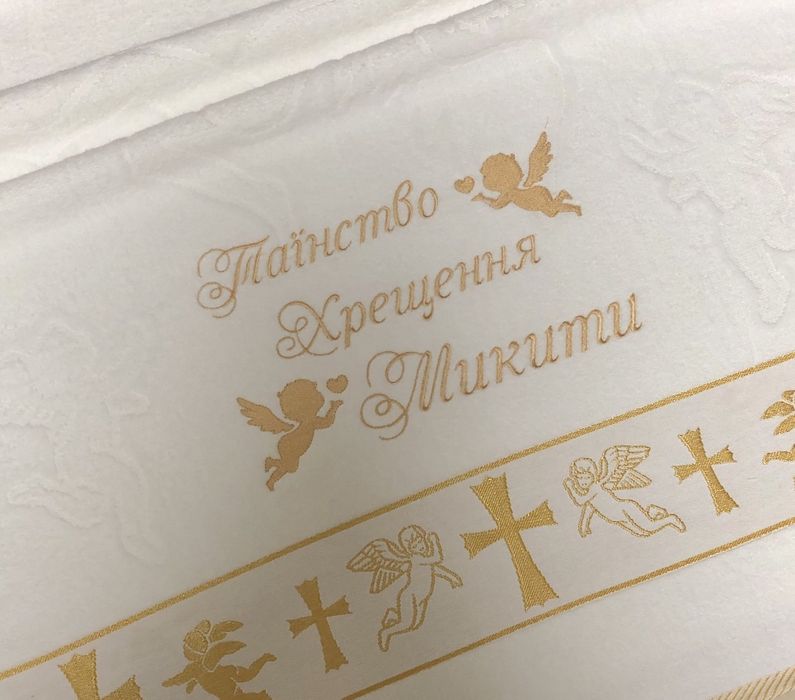 Таїнство
Хрещення
Микити